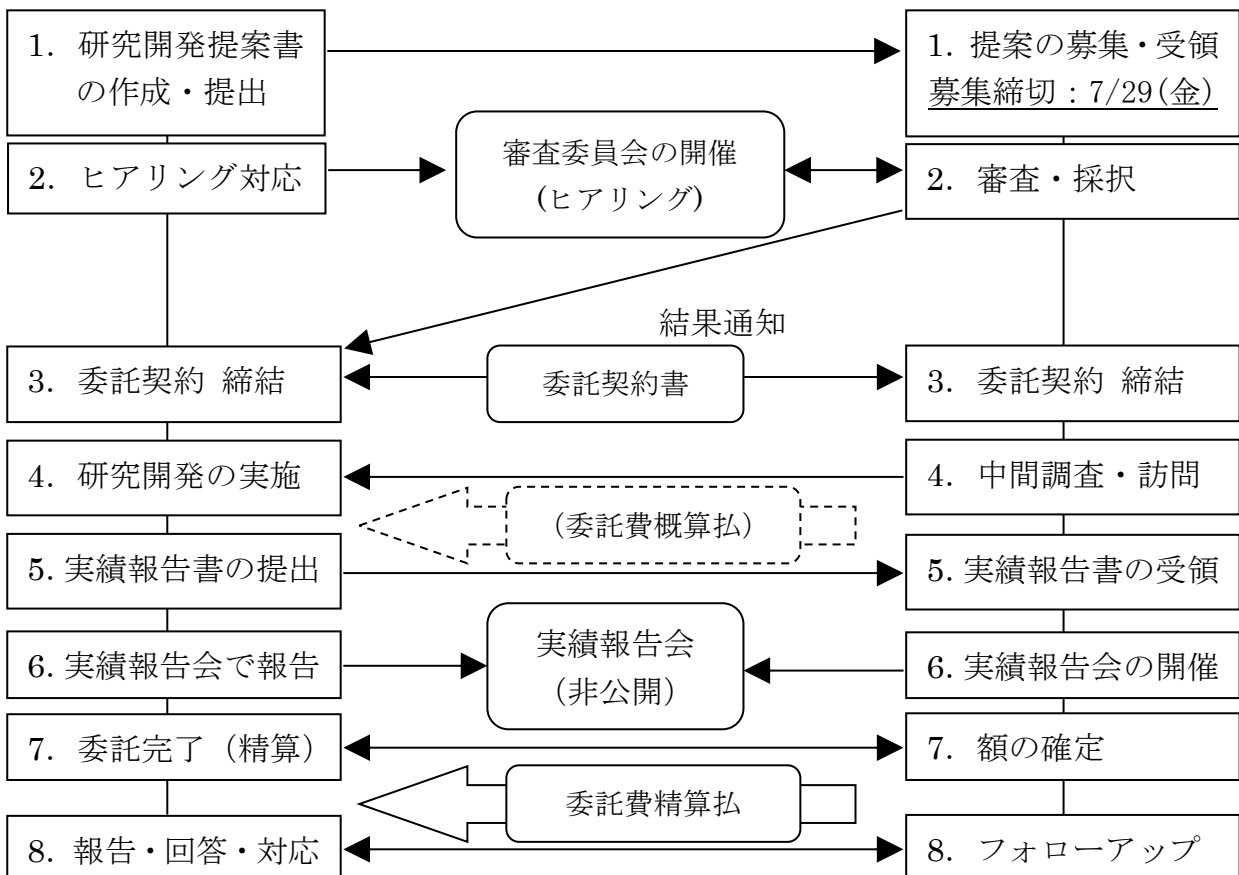 1. 研究開発提案書
の作成・提出
1. 提案の募集・受領
募集締切：7/29(金)
2. ヒアリング対応
審査委員会の開催
(ヒアリング)
2. 審査・採択
結果通知
3. 委託契約 締結
委託契約書
3. 委託契約 締結
4. 研究開発の実施
4. 中間調査・訪問
（委託費概算払）
5. 実績報告書の提出
5. 実績報告書の受領
6. 実績報告会で報告
実績報告会
（非公開）
6. 実績報告会の開催
7. 委託完了（精算）
7. 額の確定
委託費精算払
8. 報告・回答・対応
8. フォローアップ